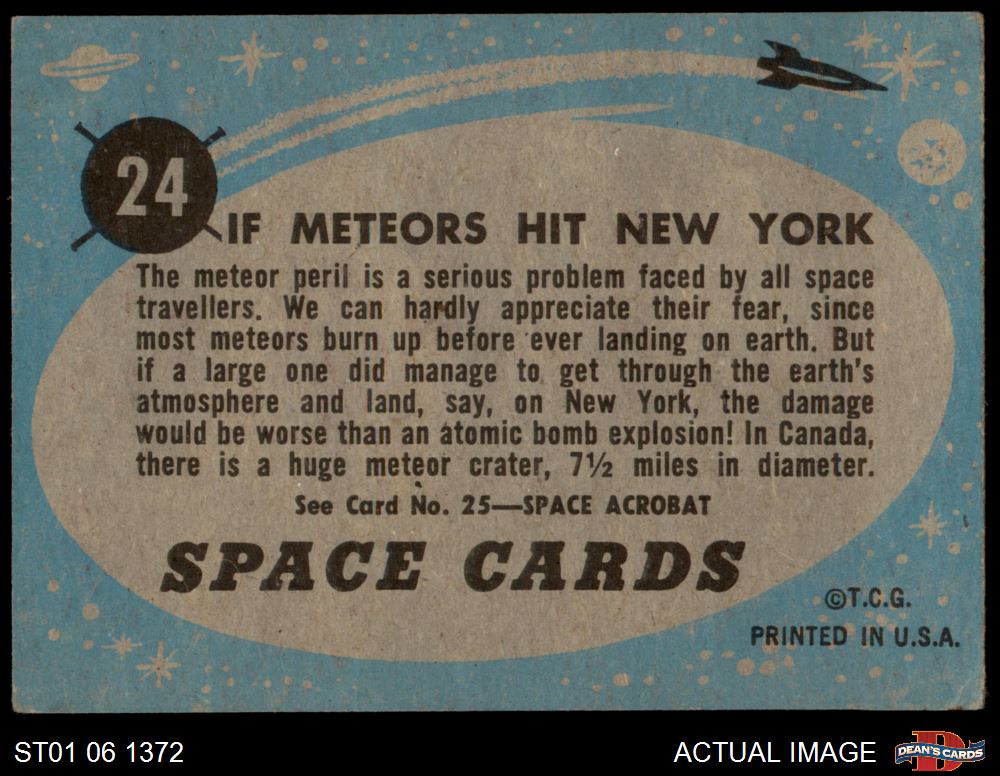 24
IF METEORS HIT NEW YORK
The meteor peril is a serious problem faced by all space
travellers. We can hardly appreciate their fear, since
most meteors burn up before ever landing on earth. But
if a large one did manage to get through the earth's
atmosphere and land, say, on New York, the damage
would be worse than an atomic bomb explosion! In Canada,
there is a huge meteor crater, 7½ miles in diameter.
See Card No. 25—SPACE ACROBAT
SPACE CARDS
©T.C.G.
PRINTED IN U.S.A.
ST01 06 1372
ACTUAL IMAGE
DEAN'S CARDS